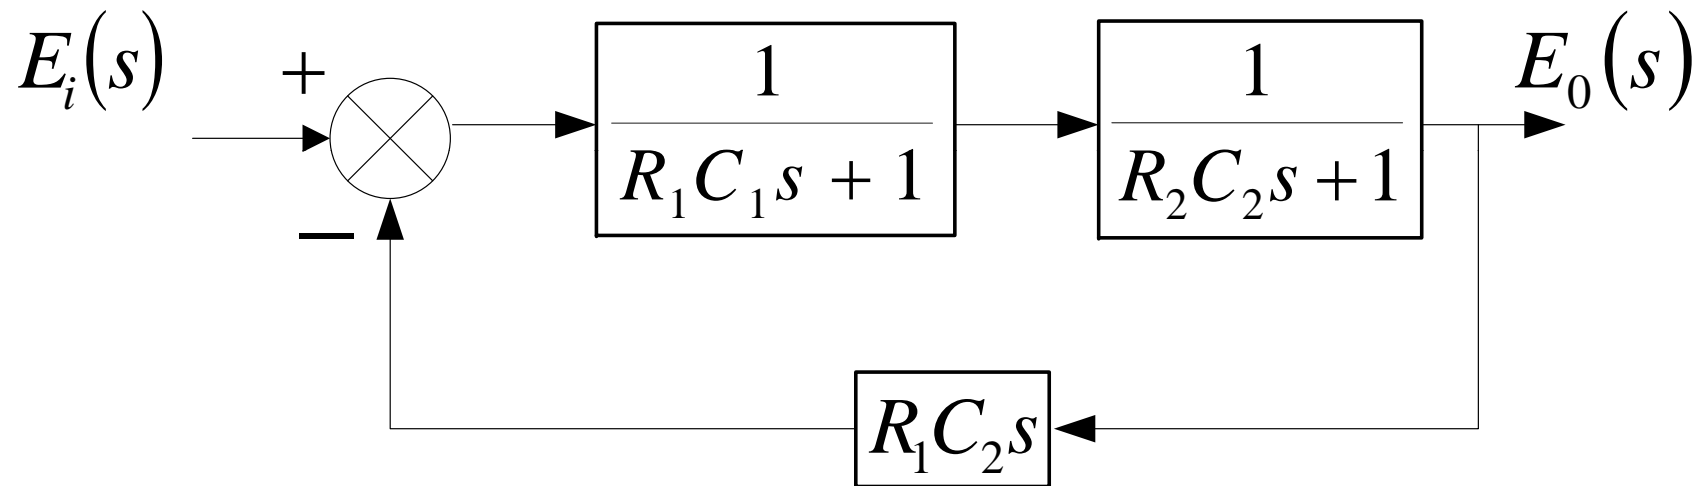 E_i(s)
+
1
R_1C_1s + 1
1
R_2C_2s + 1
E_0(s)
−
R_1C_2s